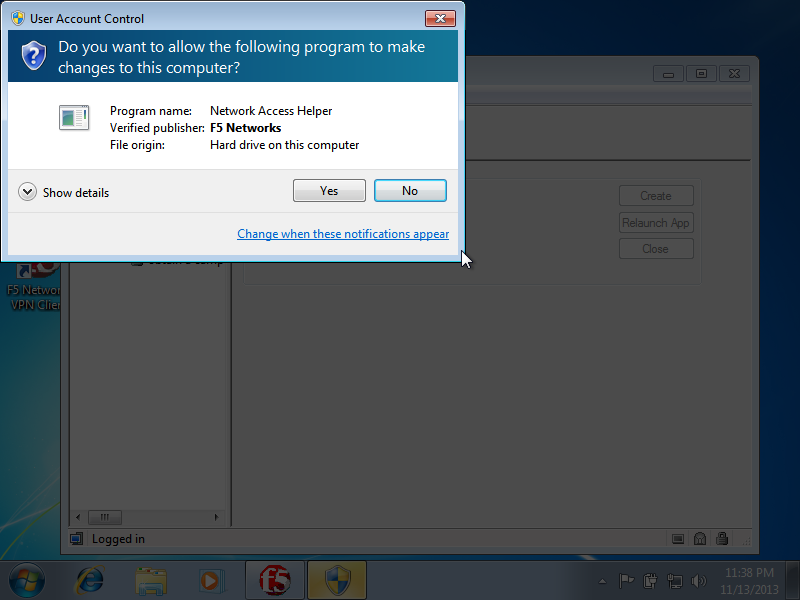 User Account Control
Do you want to allow the following program to make
changes to this computer?
Program name: Network Access Helper
Verified publisher: F5 Networks
File origin: Hard drive on this computer
Show details
Yes
No
Change when these notifications appear
Create
Relaunch App
Close
F5 Networ
VPN Clien
Logged in
11:38 PM
11/13/2013